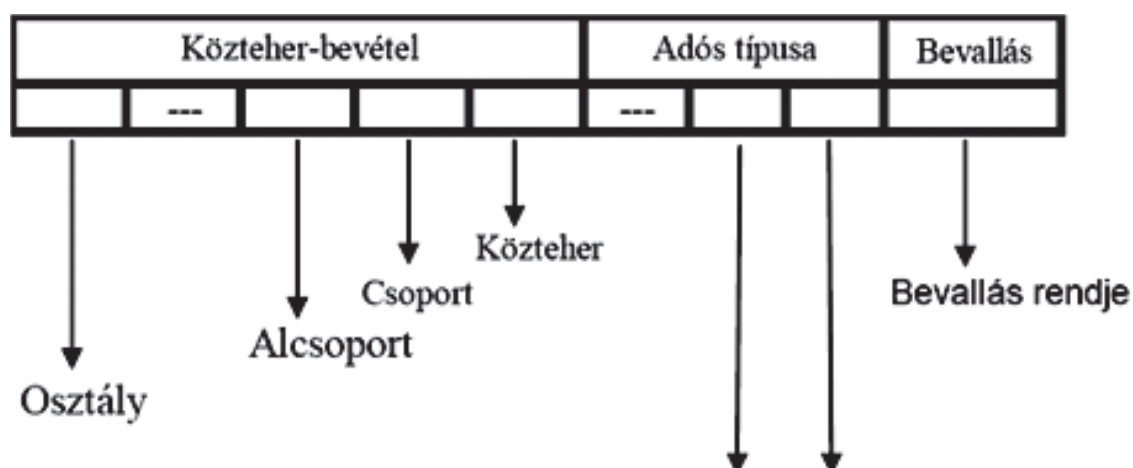 Közteher-bevétel Adós típusa Bevallás
--- ---
Közteher
Csoport Bevallás rendje
Alcsoport
Osztály